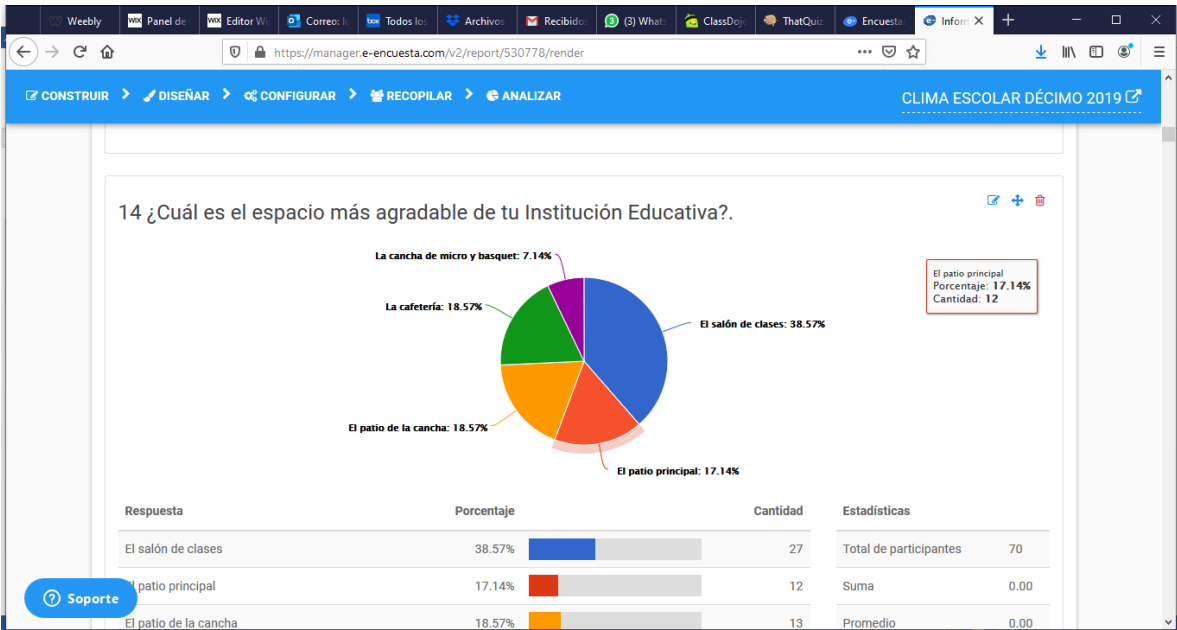 Weebly
Panel de
Editor Wi
Correo: lu
Todos los
Archivos
Recibidos
(3) Whats
ClassDojo
ThatQuiz
Encuesta
Inform
https://manager.e-encuesta.com/v2/report/530778/render
CONSTRUIR
DISEÑAR
CONFIGURAR
RECOPILAR
ANALIZAR
CLIMA ESCOLAR DÉCIMO 2019
14 ¿Cuál es el espacio más agradable de tu Institución Educativa?.
La cancha de micro y basquet: 7.14%
La cafetería: 18.57%
El salón de clases: 38.57%
El patio de la cancha: 18.57%
El patio principal: 17.14%
El patio principal
Porcentaje: 17.14%
Cantidad: 12
Respuesta Porcentaje Cantidad Estadísticas
El salón de clases 38.57% 27 Total de participantes 70
patio principal 17.14% 12 Suma 0.00
El patio de la cancha 18.57% 13 Promedio 0.00
Soporte